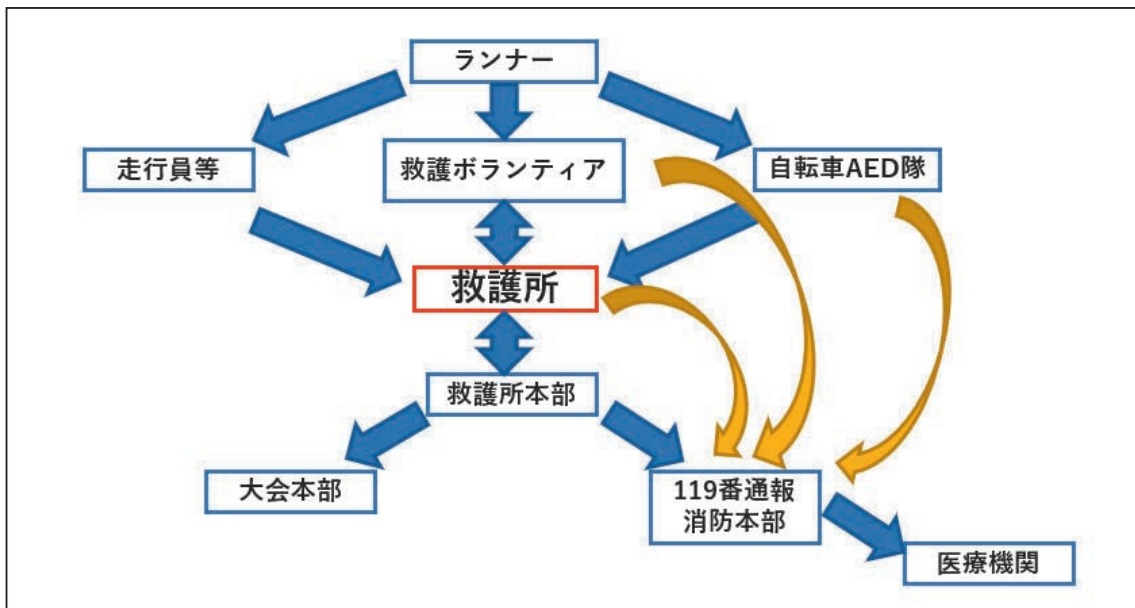 ランナー
走行員等
救護ボランティア
自転車AED隊
救護所
救護所本部
大会本部
119番通報
消防本部
医療機関